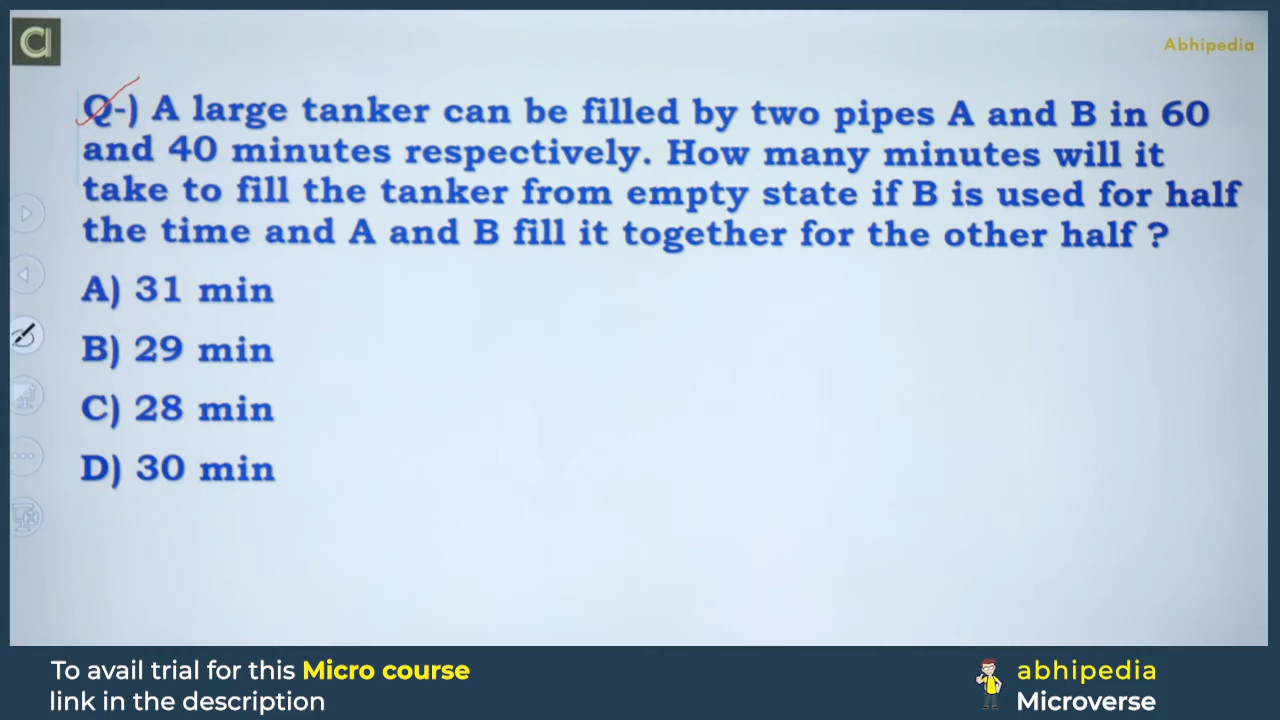 a
Abhipedia
Q-) A large tanker can be filled by two pipes A and B in 60
and 40 minutes respectively. How many minutes will it
take to fill the tanker from empty state if B is used for half
the time and A and B fill it together for the other half ?
A) 31 min
B) 29 min
C) 28 min
D) 30 min
To avail trial for this Micro course
link in the description
abhipedia
Microverse